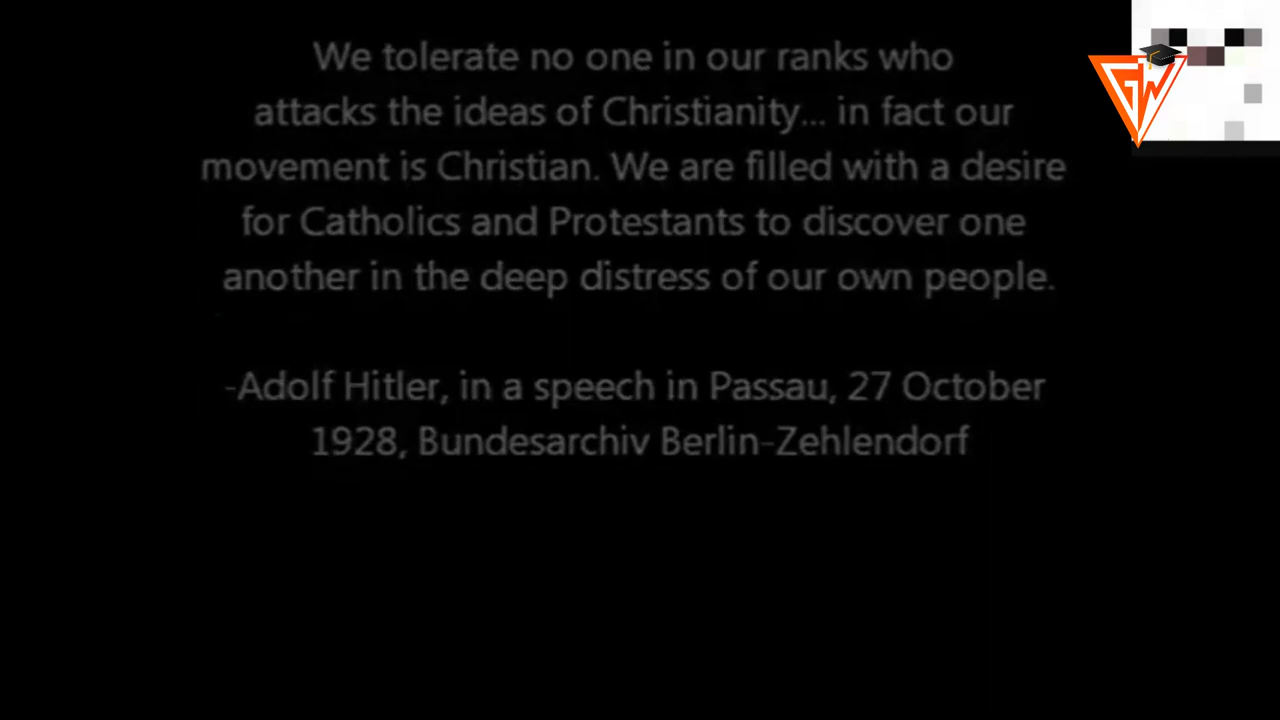 We tolerate no one in our ranks who
attacks the ideas of Christianity... in fact our
movement is Christian. We are filled with a desire
for Catholics and Protestants to discover one
another in the deep distress of our own people.
-Adolf Hitler, in a speech in Passau, 27 October
1928, Bundesarchiv Berlin-Zehlendorf
GW